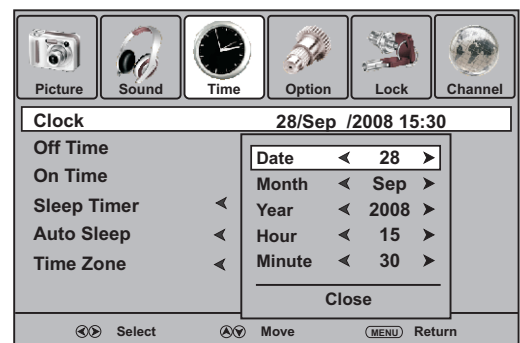 Picture Sound Time Option Lock Channel
Clock 28/Sep /2008 15:30
Off Time
On Time
Sleep Timer
Auto Sleep
Time Zone
Date 28
Month Sep
Year 2008
Hour 15
Minute 30
Close
Select Move MENU Return